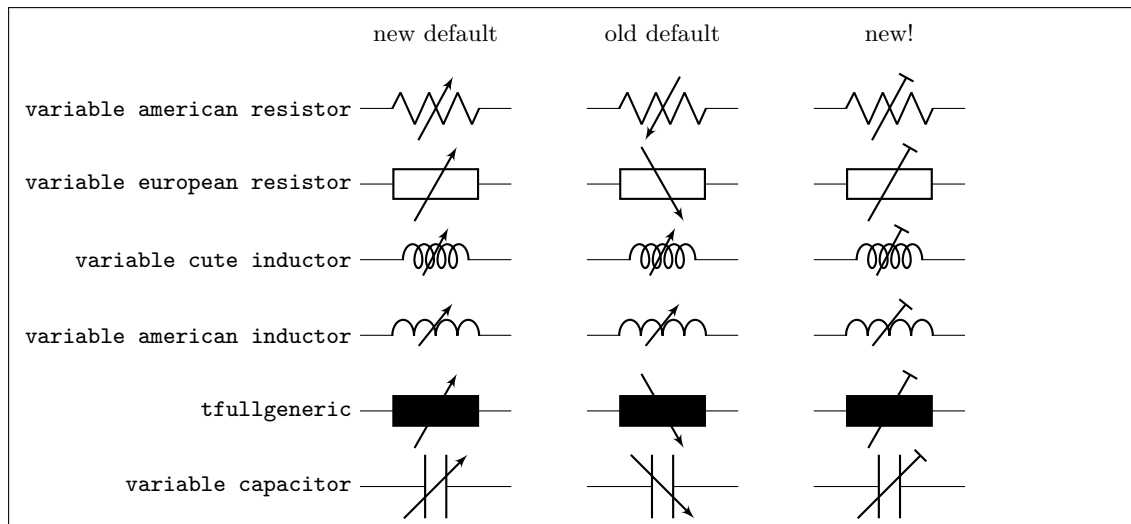 new default old default new!
variable american resistor
variable european resistor
variable cute inductor
variable american inductor
tfullgeneric
variable capacitor